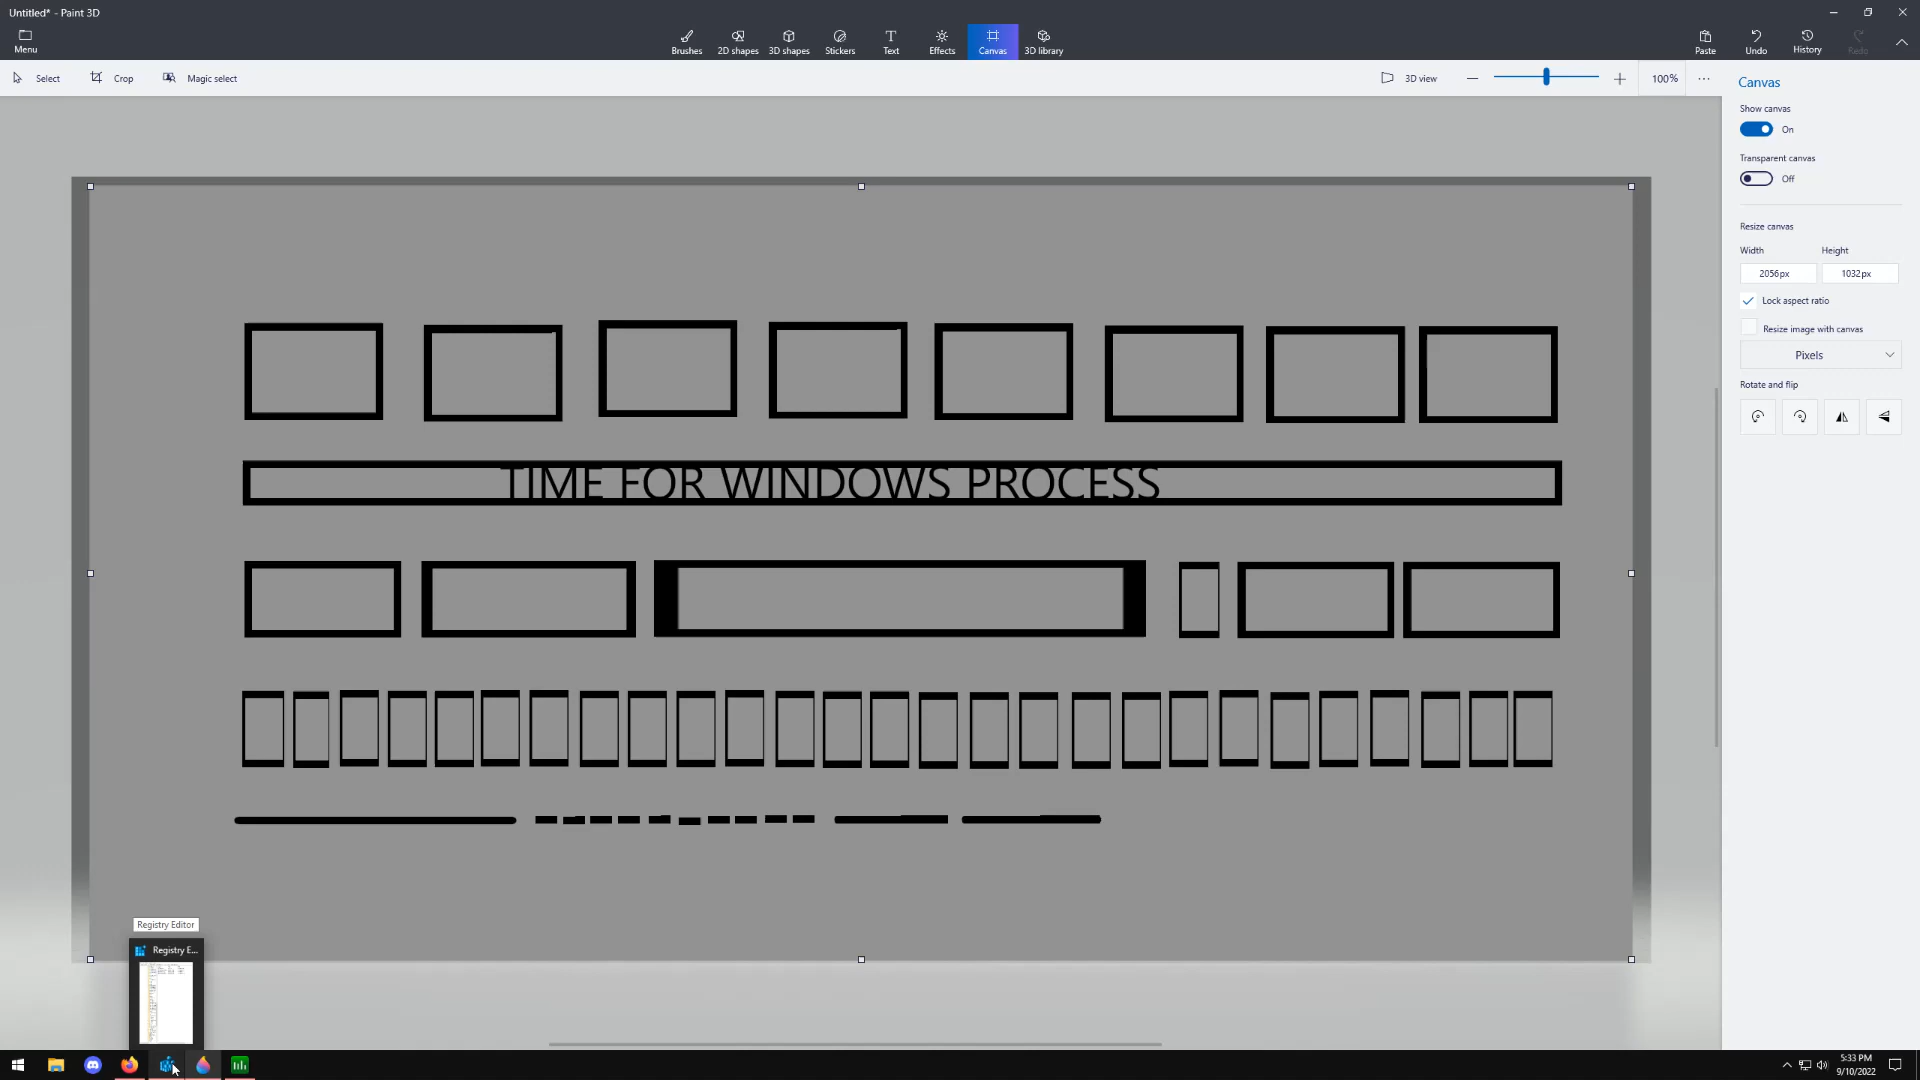 Untitled* - Paint 3D
Menu
Brushes
2D shapes
3D shapes
Stickers
Text
Effects
Canvas
3D library
Paste
Undo
History
Redo
Select
Crop
Magic select
3D view
100%
Canvas
Show canvas
On
Transparent canvas
Off
Resize canvas
Width
Height
2056px
1032px
Lock aspect ratio
Resize image with canvas
Pixels
Rotate and flip
TIME FOR WINDOWS PROCESS
Registry Editor
Registry E...
5:33 PM
9/10/2022